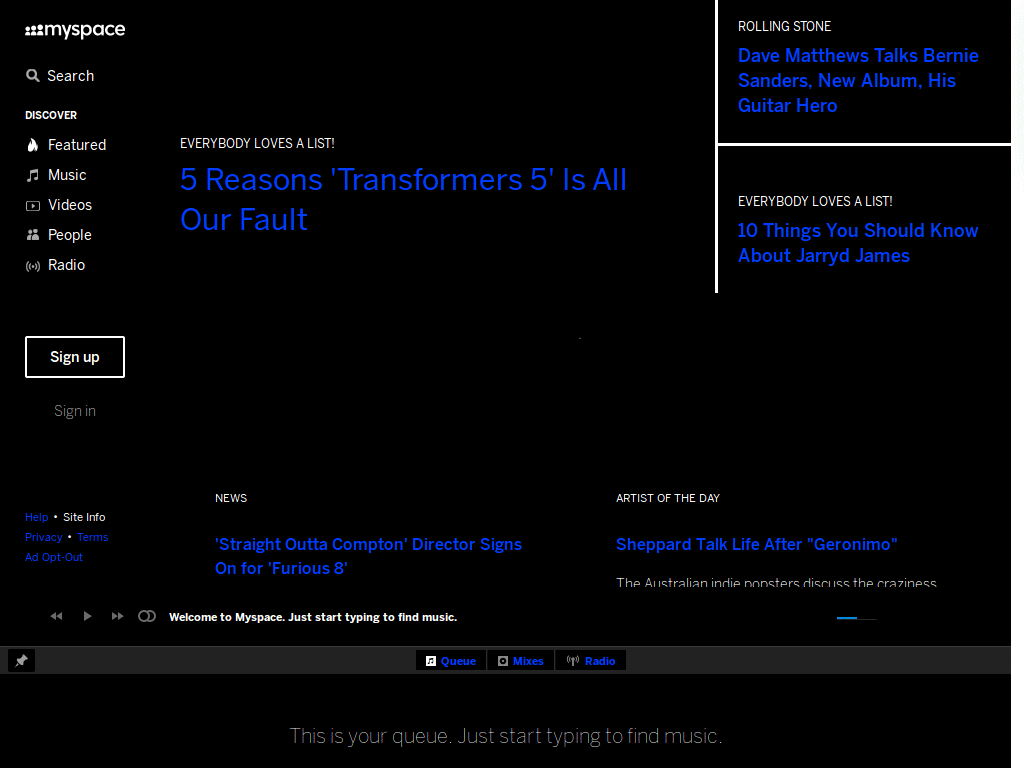 myspace
Search
DISCOVER
Featured
Music
Videos
People
Radio
Sign up
Sign in
Help • Site Info
Privacy • Terms
Ad Opt-Out
EVERYBODY LOVES A LIST!
5 Reasons 'Transformers 5' Is All
Our Fault
ROLLING STONE
Dave Matthews Talks Bernie
Sanders, New Album, His
Guitar Hero
EVERYBODY LOVES A LIST!
10 Things You Should Know
About Jarryd James
NEWS
'Straight Outta Compton' Director Signs
On for 'Furious 8'
ARTIST OF THE DAY
Sheppard Talk Life After "Geronimo"
The Australian indie popsters discuss the craziness
Welcome to Myspace. Just start typing to find music.
Queue Mixes Radio
This is your queue. Just start typing to find music.